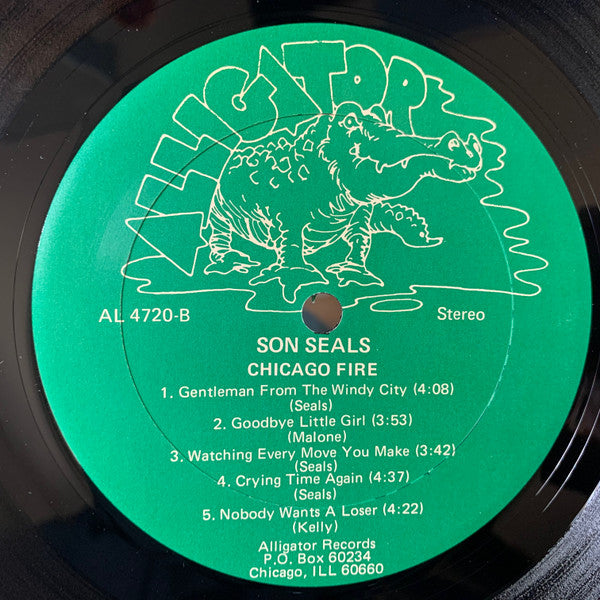 ALLIGATOR
AL 4720-B
Stereo
SON SEALS
CHICAGO FIRE
1. Gentleman From The Windy City (4:08)
(Seals)
2. Goodbye Little Girl (3:53)
(Malone)
3. Watching Every Move You Make (3:42)
(Seals)
4. Crying Time Again (4:37)
(Seals)
5. Nobody Wants A Loser (4:22)
(Kelly)
Alligator Records
P.O. Box 60234
Chicago, ILL 60660